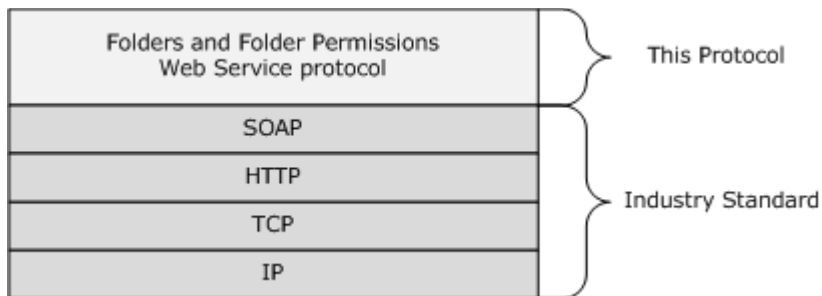 Folders and Folder Permissions
Web Service protocol
This Protocol
SOAP
HTTP
TCP
IP
Industry Standard